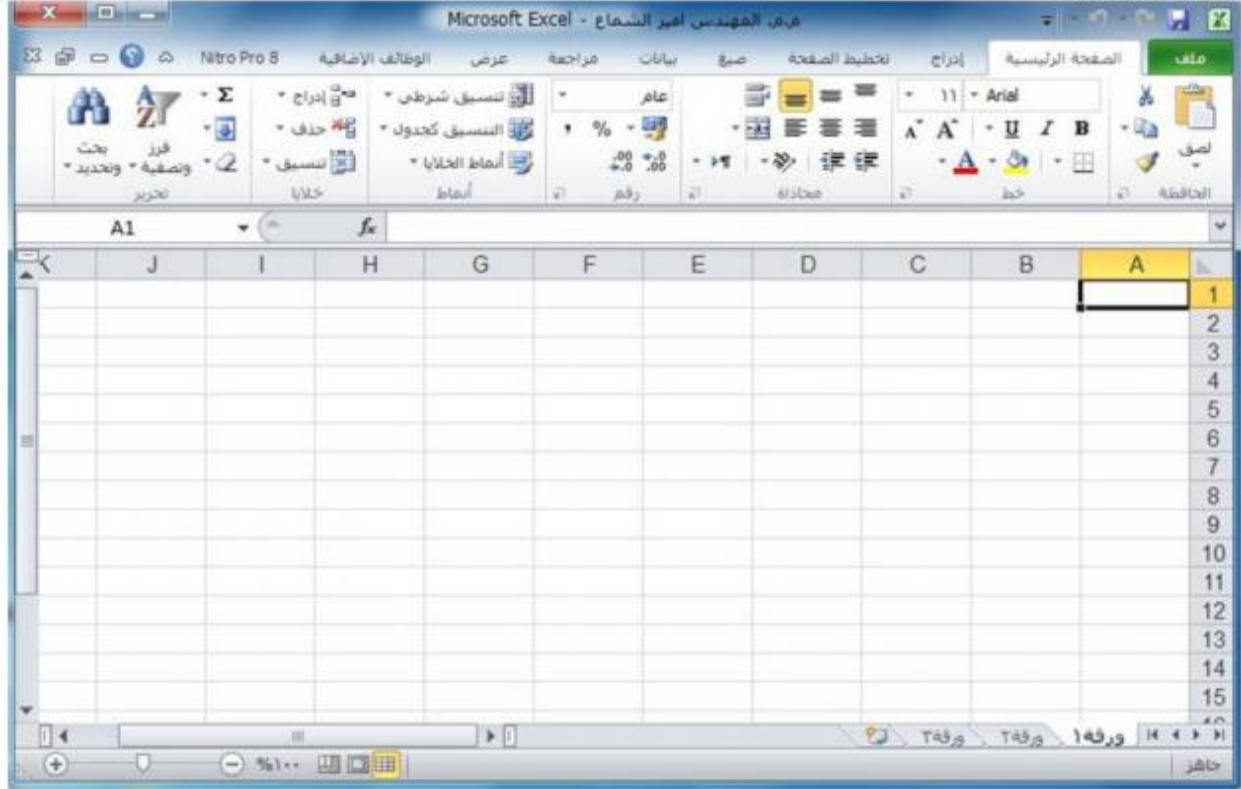 م.م. المهندس امير الشماع - Microsoft Excel
ملف الصفحة الرئيسية إدراج تخطيط الصفحة صيغ بيانات مراجعة عرض الوظائف الإضافية Nitro Pro 8
Arial ١١ عام تنسيق شرطي إدراج Σ
B I U % , التنسيق كجدول حذف
لصق أنماط الخلايا تنسيق فرز وتصفية بحث وتحديد
الحافظة خط محاذاة رقم أنماط خلايا تحرير
A1 fx
A B C D E F G H I J K
1
2
3
4
5
6
7
8
9
10
11
12
13
14
15
ورقة١ ورقة٢ ورقة٣
جاهز ١٠٠%